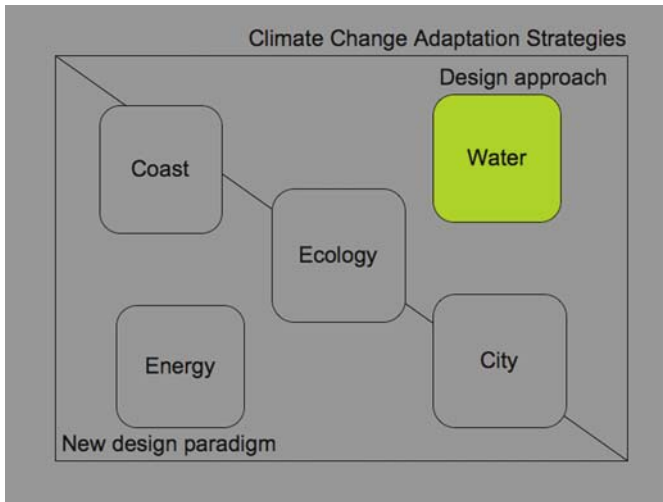 Climate Change Adaptation Strategies
Design approach
Water
Coast
Ecology
Energy
City
New design paradigm